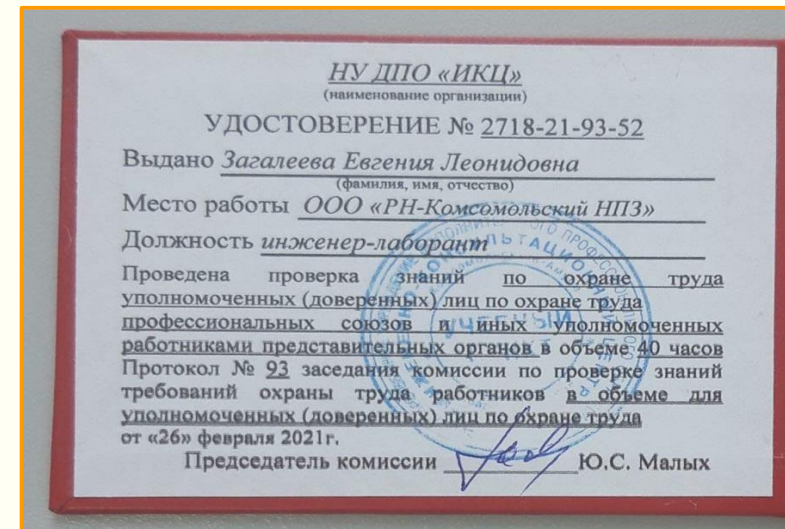 НУ ДПО «ИКЦ»
(наименование организации)
УДОСТОВЕРЕНИЕ № 2718-21-93-52
Выдано Загалеева Евгения Леонидовна
(фамилия, имя, отчество)
Место работы ООО «РН-Комсомольский НПЗ»
Должность инженер-лаборант
Проведена проверка знаний по охране труда
уполномоченных (доверенных) лиц по охране труда
профессиональных союзов и иных уполномоченных
работниками представительных органов в объеме 40 часов
Протокол № 93 заседания комиссии по проверке знаний
требований охраны труда работников в объеме для
уполномоченных (доверенных) лиц по охране труда
от «26» февраля 2021г.
Председатель комиссии Ю.С. Малых